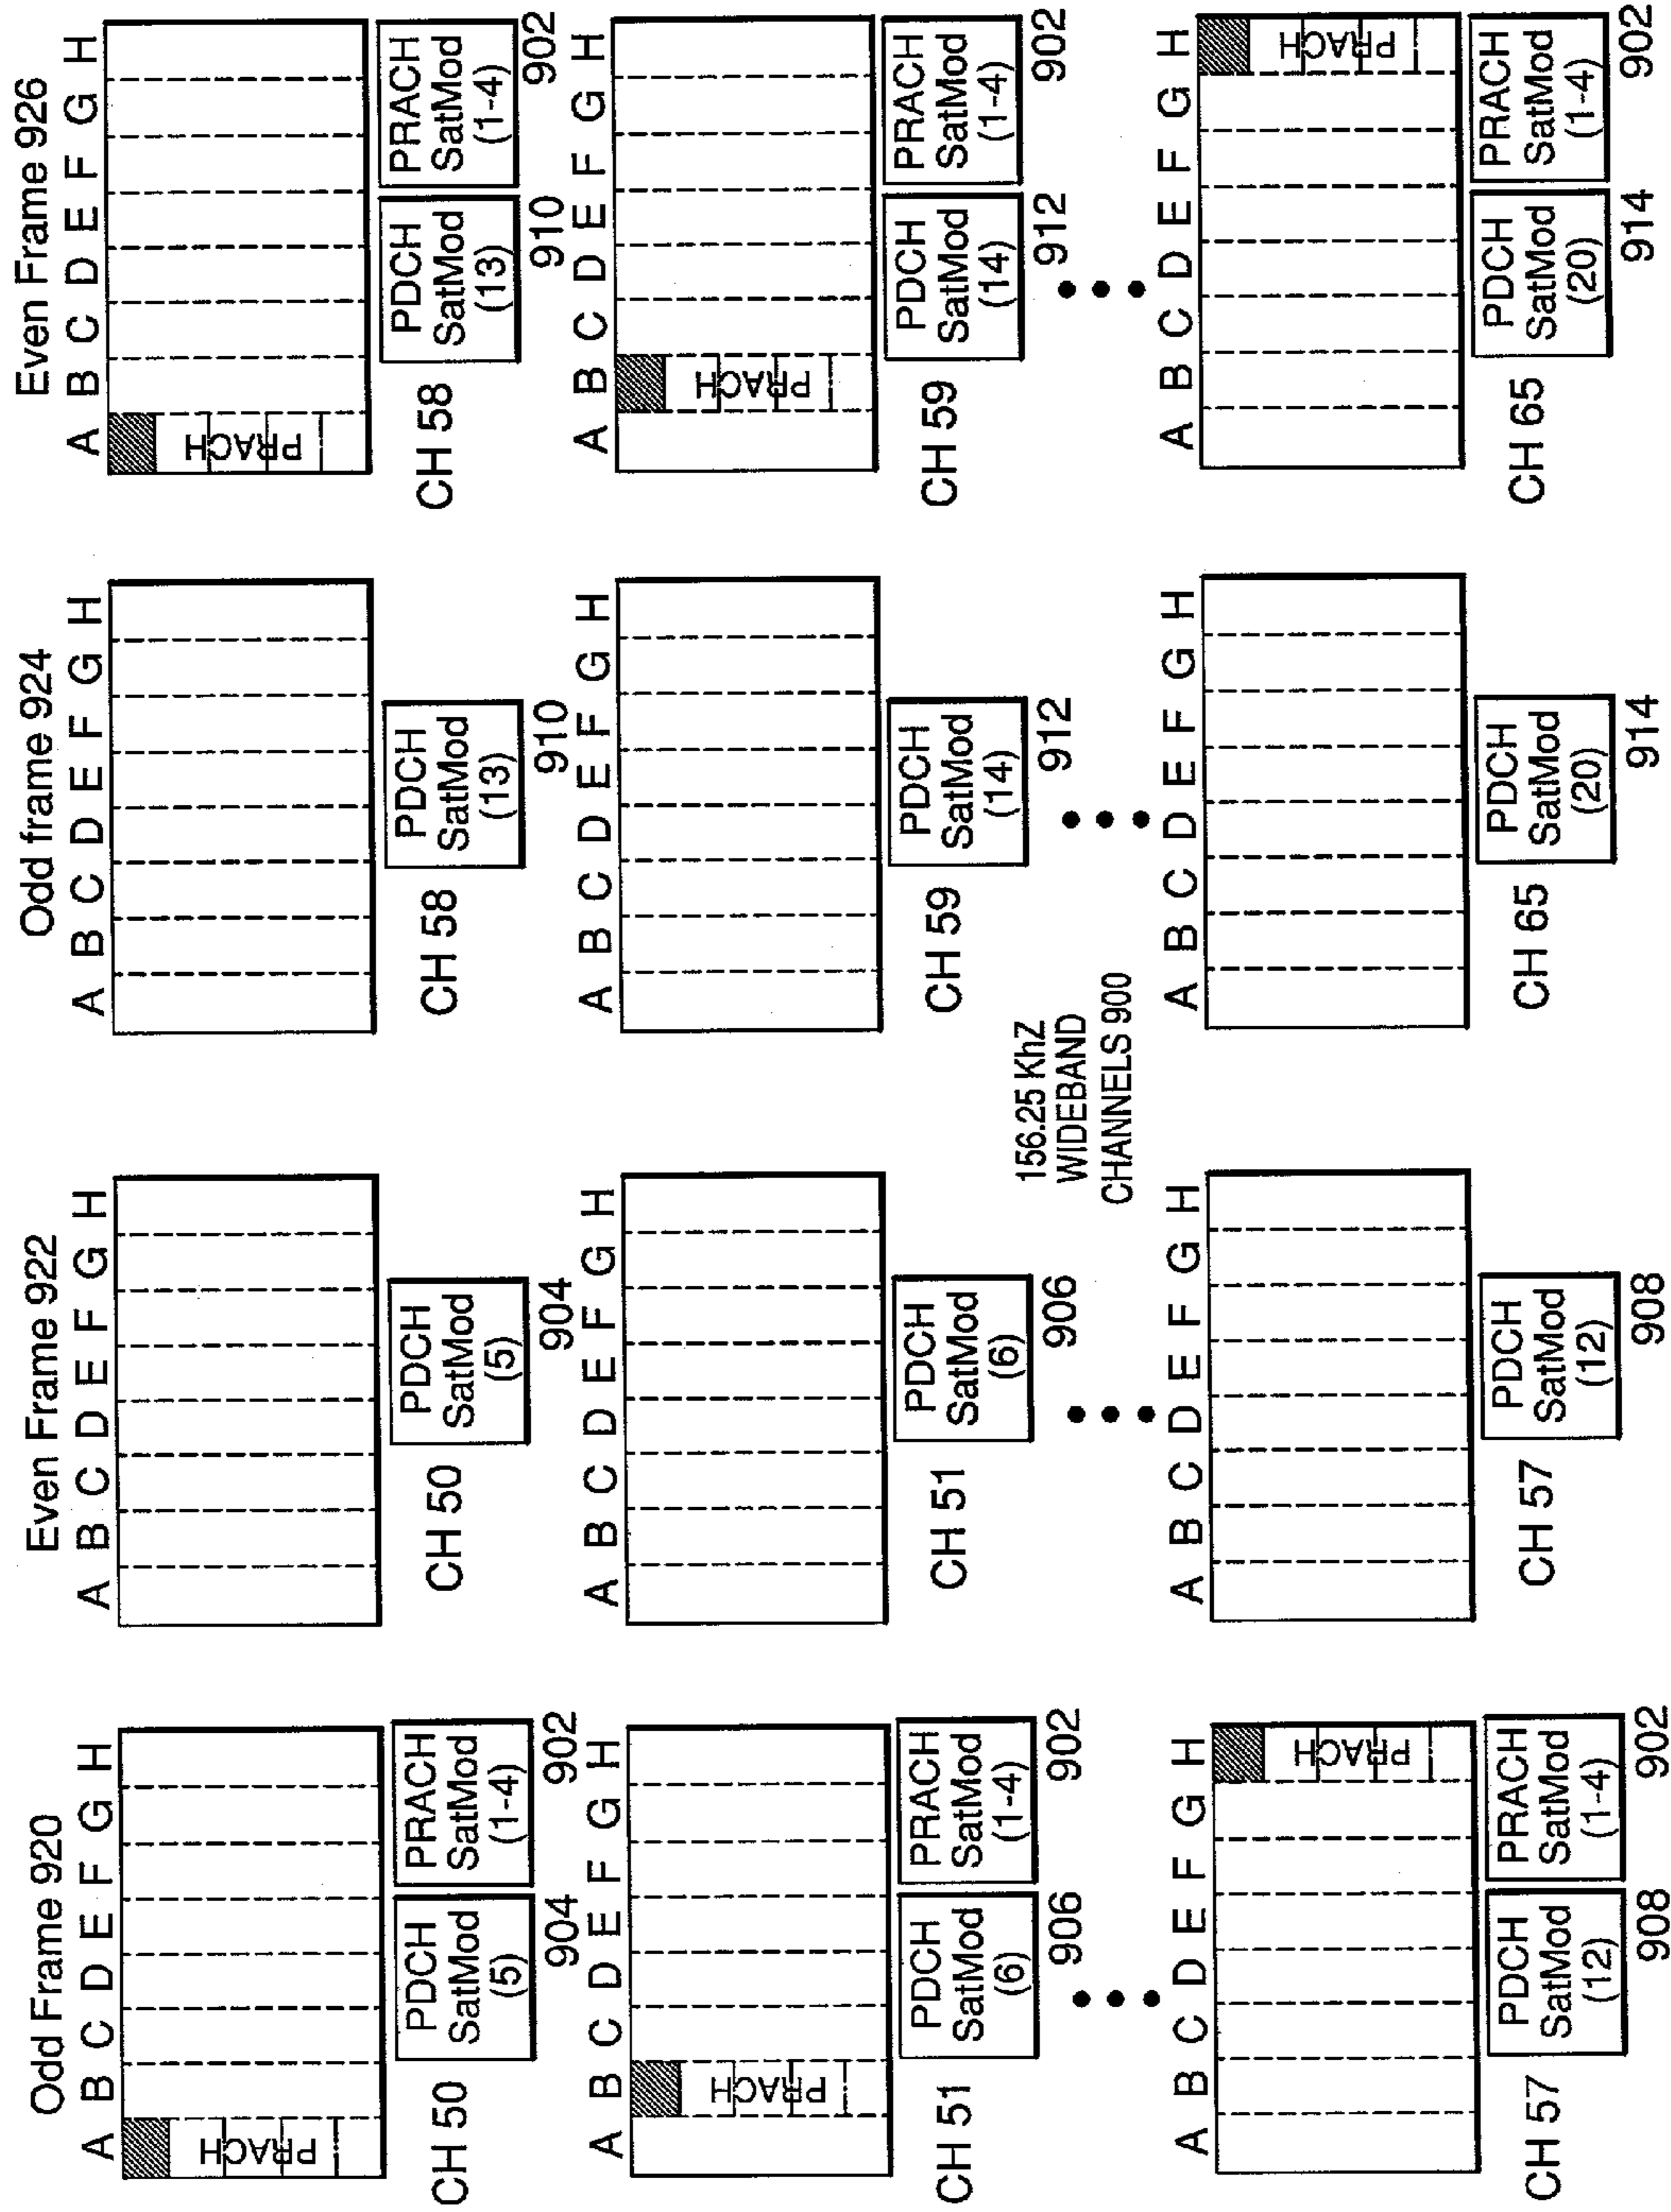 Odd Frame 920
A B C D E F G H
PRACH
CH 50
PDCH
SatMod
(5)
904
PRACH
SatMod
(1-4)
902
A B C D E F G H
PRACH
CH 51
PDCH
SatMod
(6)
906
PRACH
SatMod
(1-4)
902
A B C D E F G H
PRACH
CH 57
PDCH
SatMod
(12)
908
PRACH
SatMod
(1-4)
902
Even Frame 922
A B C D E F G H
CH 50
PDCH
SatMod
(5)
904
A B C D E F G H
CH 51
PDCH
SatMod
(6)
906
A B C D E F G H
CH 57
PDCH
SatMod
(12)
908
156.25 KhZ
WIDEBAND
CHANNELS 900
Odd frame 924
A B C D E F G H
CH 58
PDCH
SatMod
(13)
910
A B C D E F G H
CH 59
PDCH
SatMod
(14)
912
A B C D E F G H
CH 65
PDCH
SatMod
(20)
914
Even Frame 926
A B C D E F G H
PRACH
CH 58
PDCH
SatMod
(13)
910
PRACH
SatMod
(1-4)
902
A B C D E F G H
PRACH
CH 59
PDCH
SatMod
(14)
912
PRACH
SatMod
(1-4)
902
A B C D E F G H
PRACH
CH 65
PDCH
SatMod
(20)
914
PRACH
SatMod
(1-4)
902